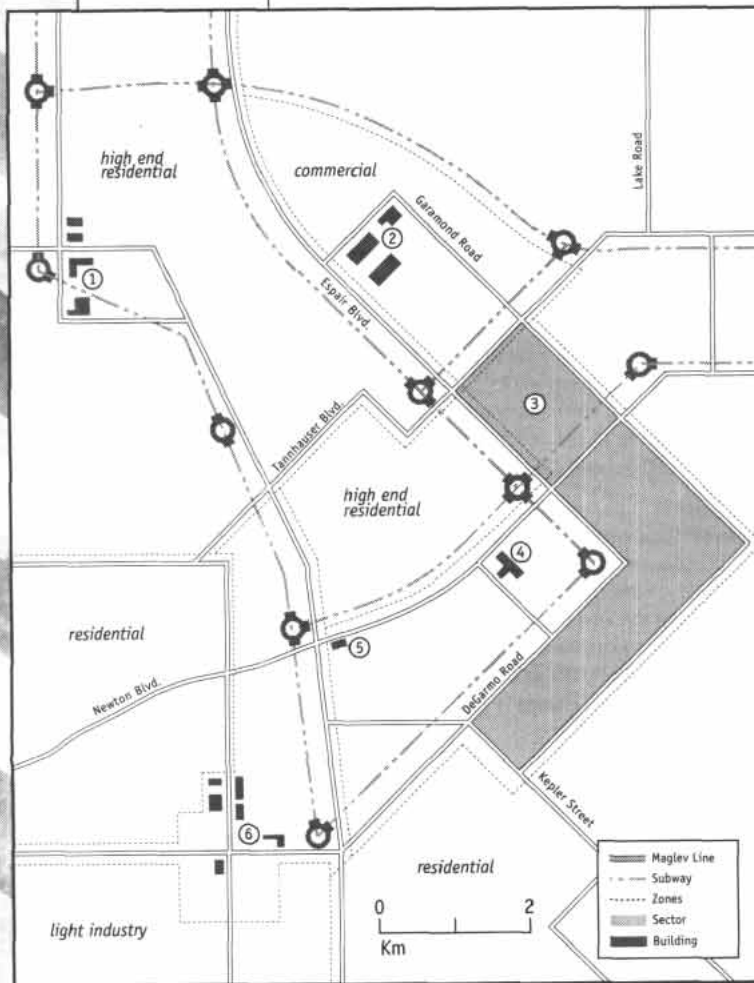 high end
residential
commercial
Lake Road
Garamond Road
2
1
Espair Blvd.
3
Tannhauser Blvd.
high end
residential
4
residential
5
Newton Blvd.
DeGarmo Road
Kepler Street
6
residential
light industry
0 2
Km
Maglev Line
Subway
Zones
Sector
Building